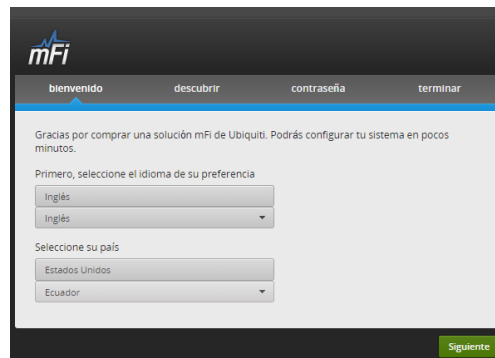 mFi
bienvenido descubrir contraseña terminar
Gracias por comprar una solución mFi de Ubiquiti. Podrás configurar tu sistema en pocos
minutos.
Primero, seleccione el idioma de su preferencia
Inglés
Inglés
Seleccione su país
Estados Unidos
Ecuador
Siguiente